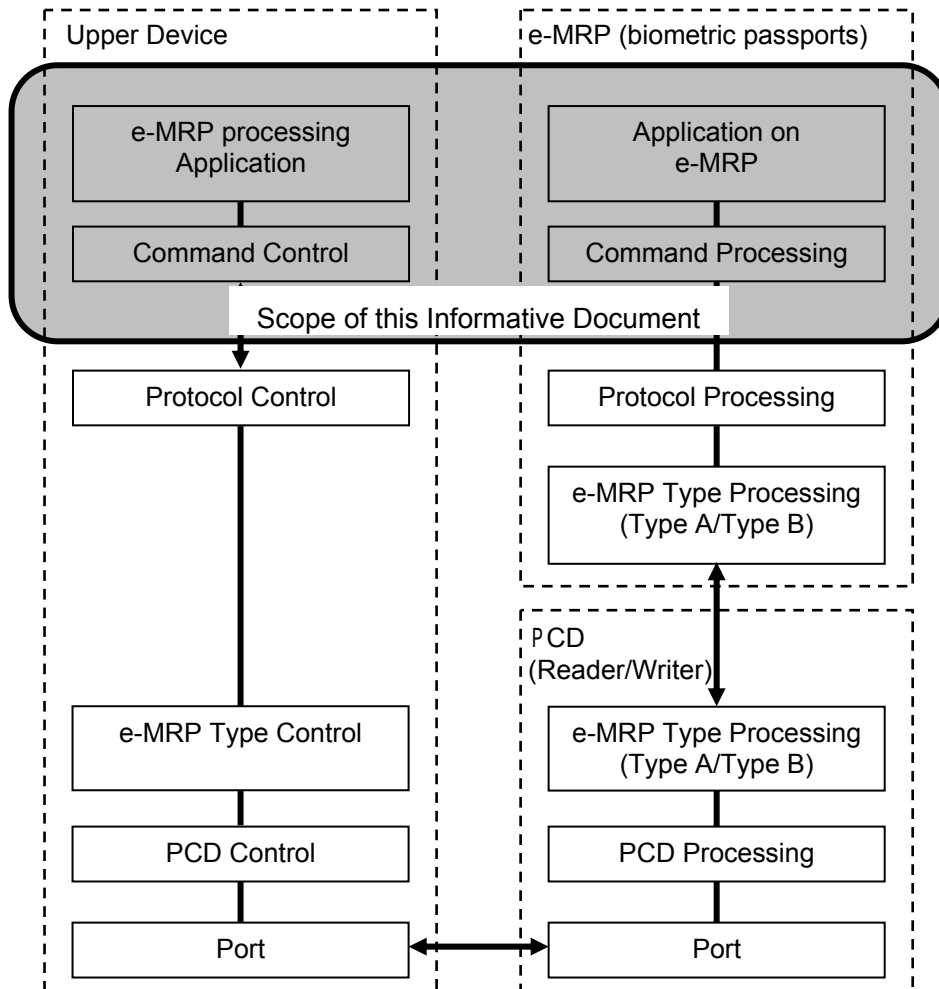 Upper Device
e-MRP (biometric passports)
e-MRP processing
Application
Application on
e-MRP
Command Control
Command Processing
Scope of this Informative Document
Protocol Control
Protocol Processing
e-MRP Type Processing
(Type A/Type B)
PCD
(Reader/Writer)
e-MRP Type Control
e-MRP Type Processing
(Type A/Type B)
PCD Control
PCD Processing
Port
Port